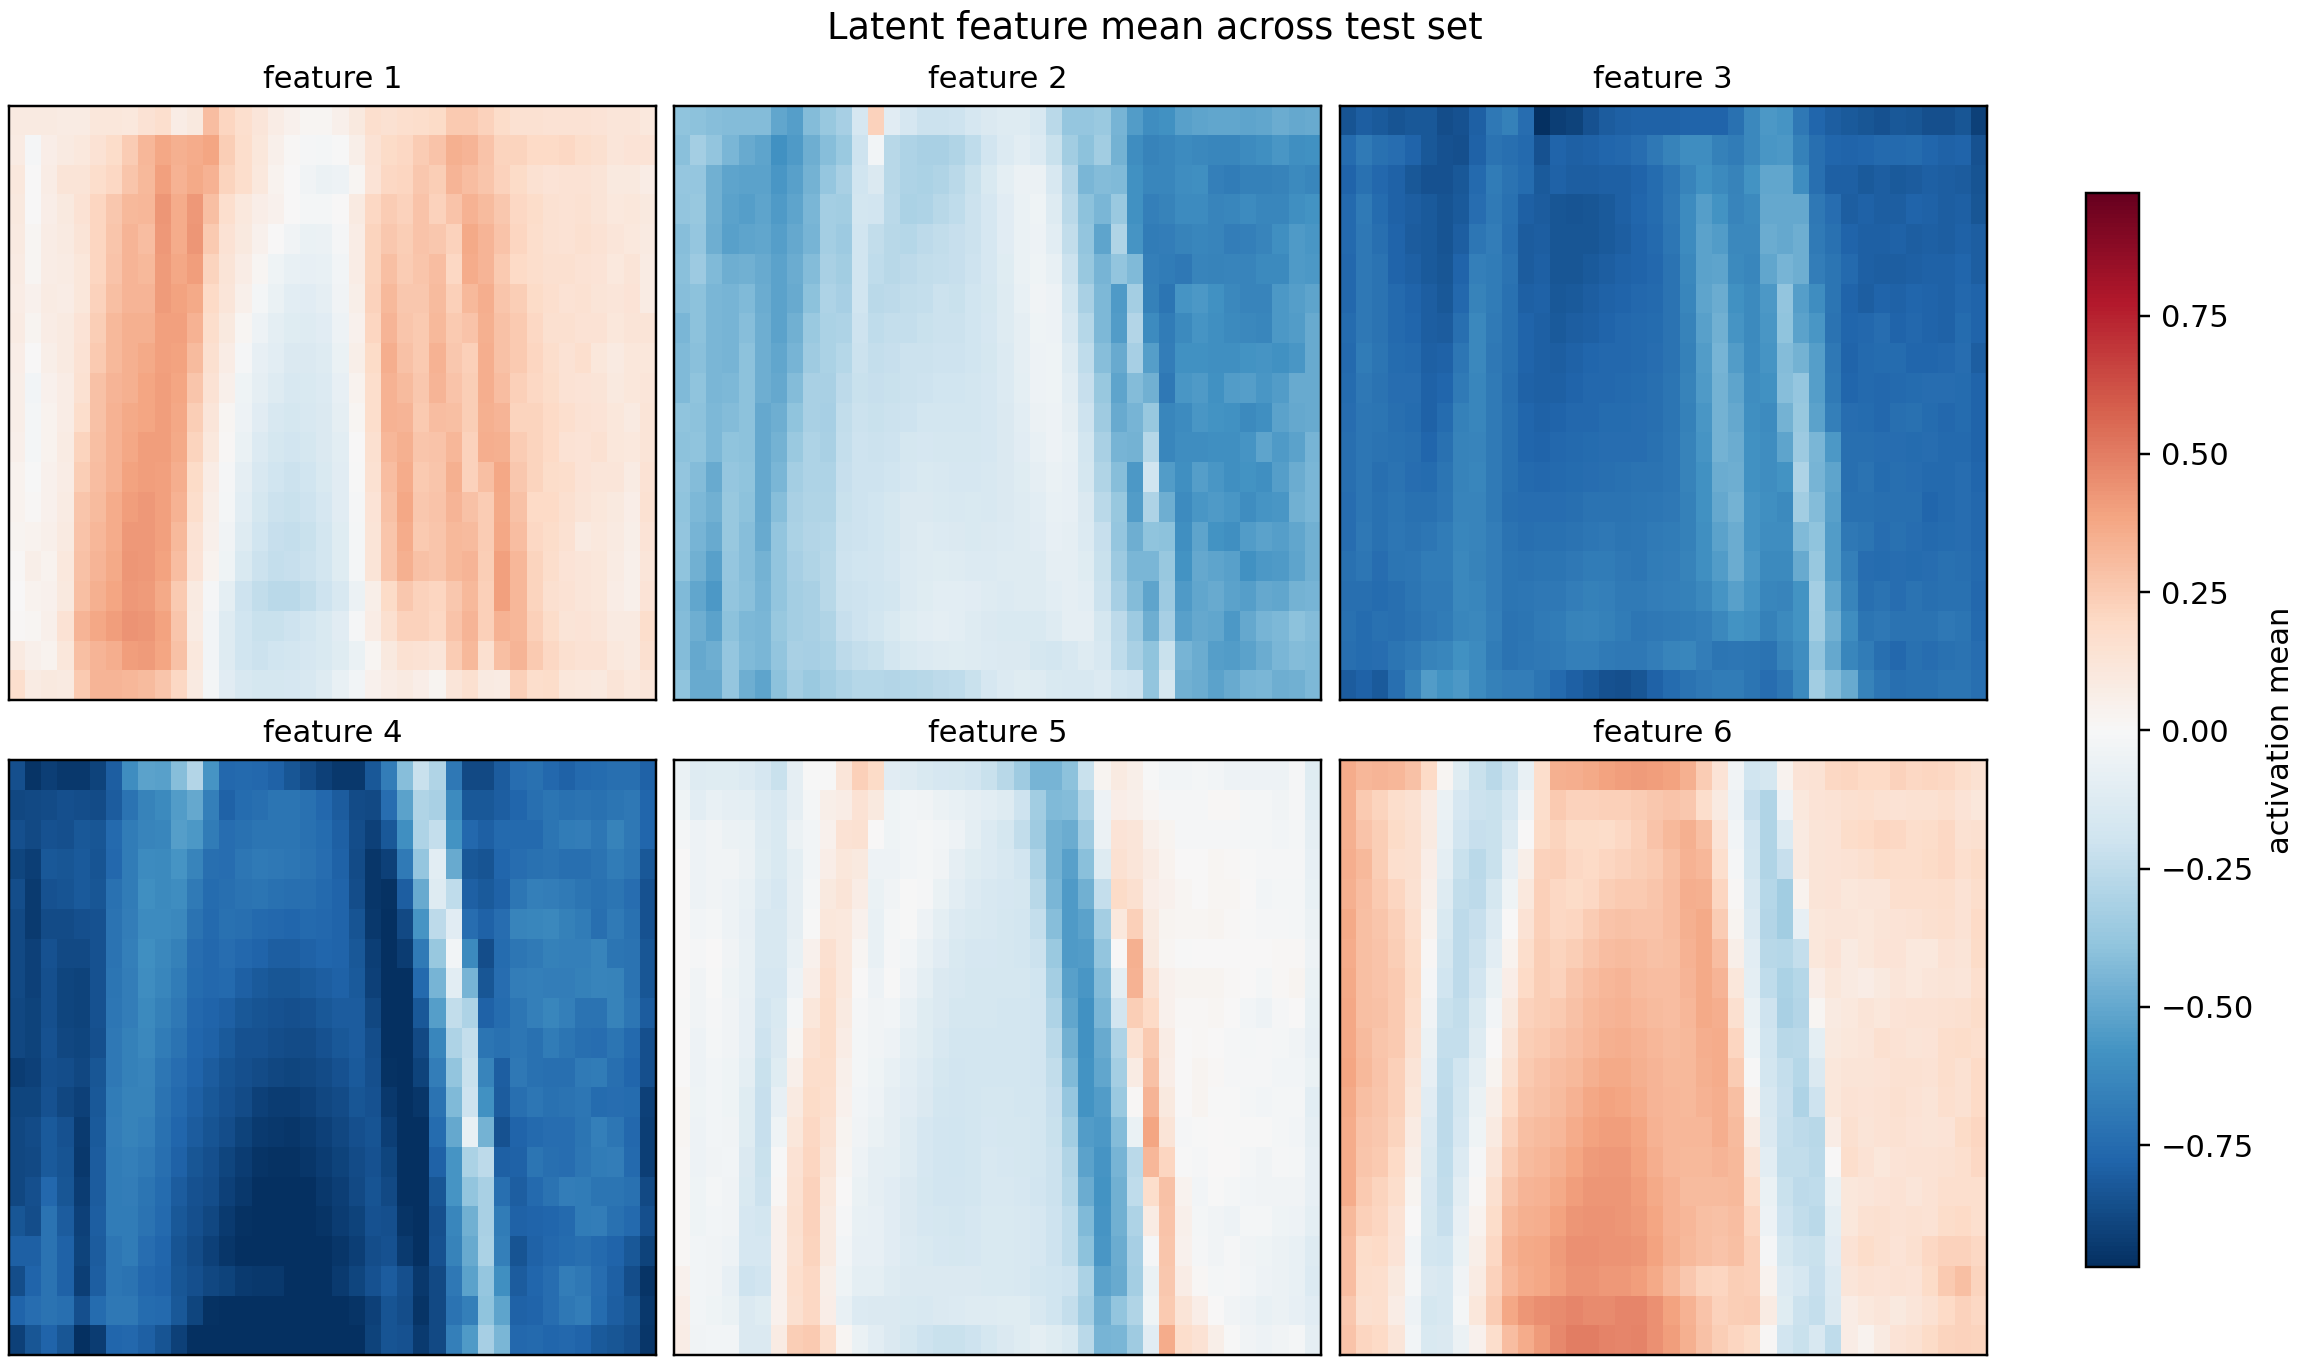 Latent feature mean across test set
feature 1
feature 2
feature 3
feature 4
feature 5
feature 6
0.75
0.50
0.25
0.00
−0.25
−0.50
−0.75
activation mean